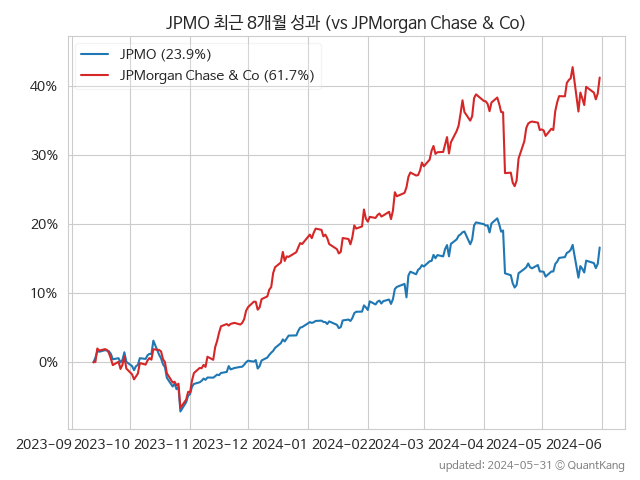 JPMO 최근 8개월 성과 (vs JPMorgan Chase & Co)
JPMO (23.9%)
JPMorgan Chase & Co (61.7%)
40%
30%
20%
10%
0%
2023-09 2023-10 2023-11 2023-12 2024-01 2024-02 2024-03 2024-04 2024-05 2024-06
updated: 2024-05-31 © QuantKang